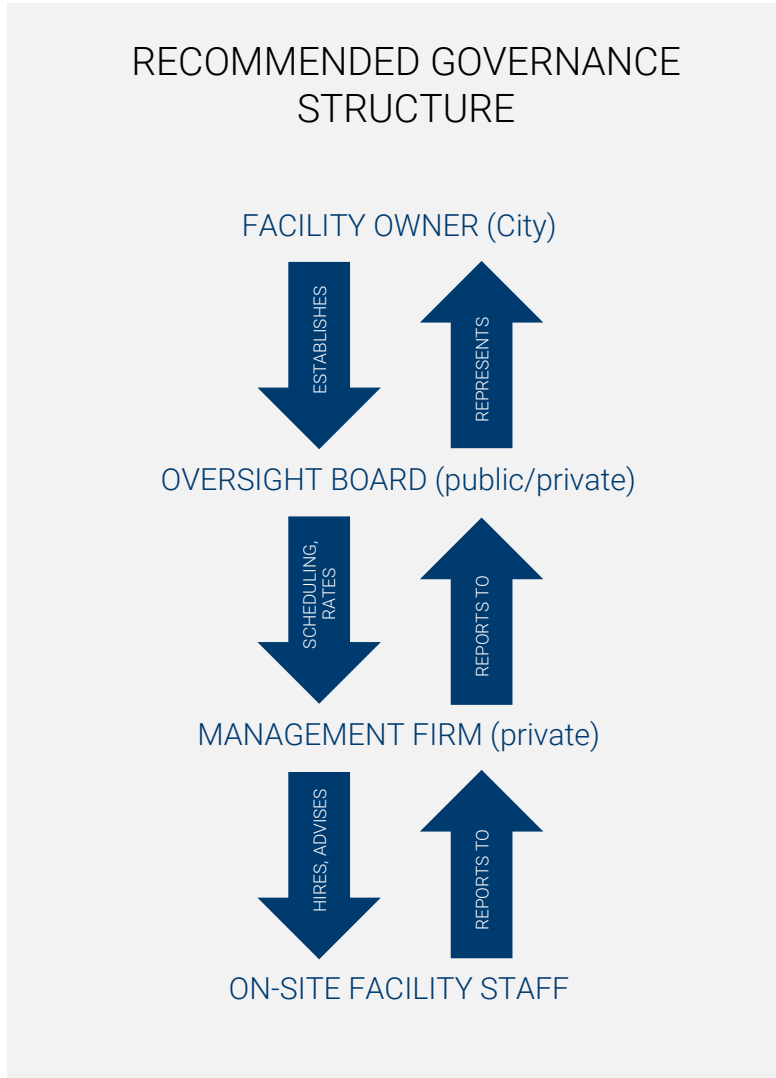 RECOMMENDED GOVERNANCE
STRUCTURE
FACILITY OWNER (City)
ESTABLISHES
REPRESENTS
OVERSIGHT BOARD (public/private)
SCHEDULING,
RATES
REPORTS TO
MANAGEMENT FIRM (private)
HIRES, ADVISES
REPORTS TO
ON-SITE FACILITY STAFF